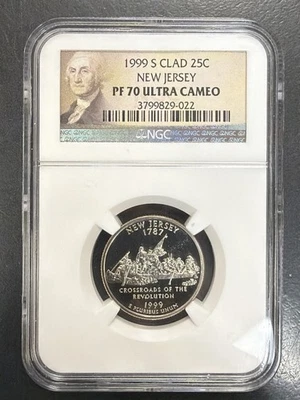 1999 S CLAD 25C
NEW JERSEY
PF 70 ULTRA CAMEO
3799829-022
NGC
NEW JERSEY
1787
CROSSROADS OF THE
REVOLUTION
1999
E PLURIBUS UNUM